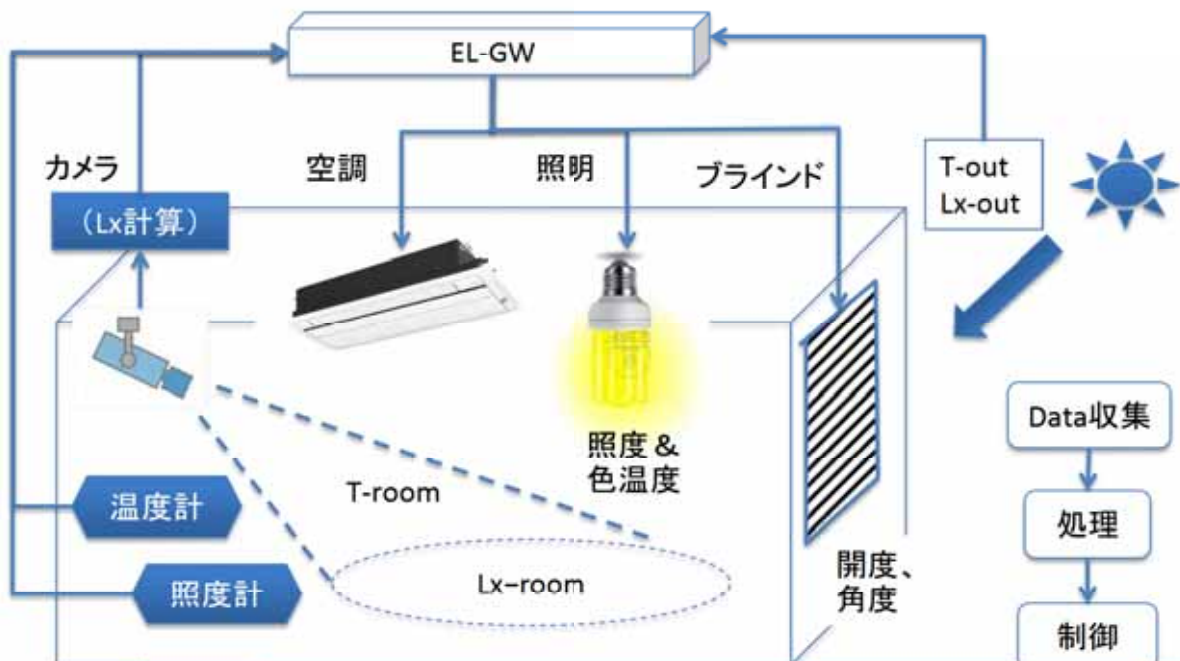 EL-GW
カメラ
空調
照明
ブラインド
T-out
Lx-out
（Lx計算）
照度＆
色温度
T-room
温度計
Lx-room
照度計
開度、
角度
Data収集
処理
制御